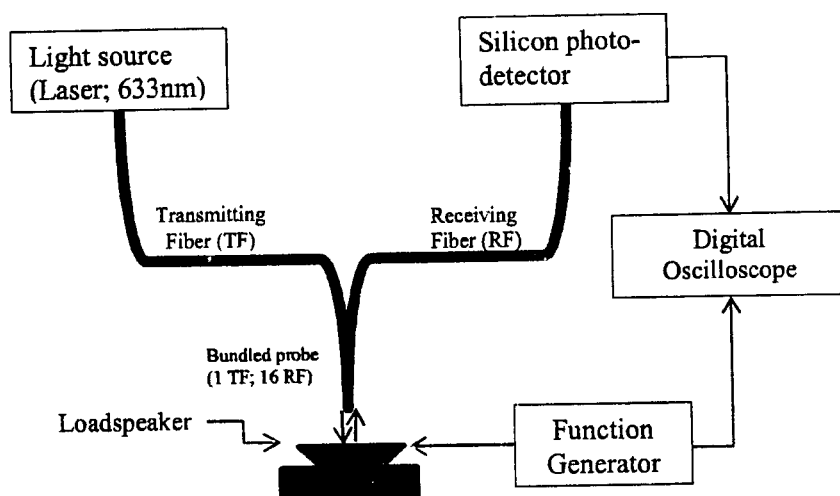 Light source
(Laser; 633nm)
Silicon photo-
detector
Transmitting
Fiber (TF)
Receiving
Fiber (RF)
Digital
Oscilloscope
Bundled probe
(1 TF; 16 RF)
Loadspeaker
Function
Generator